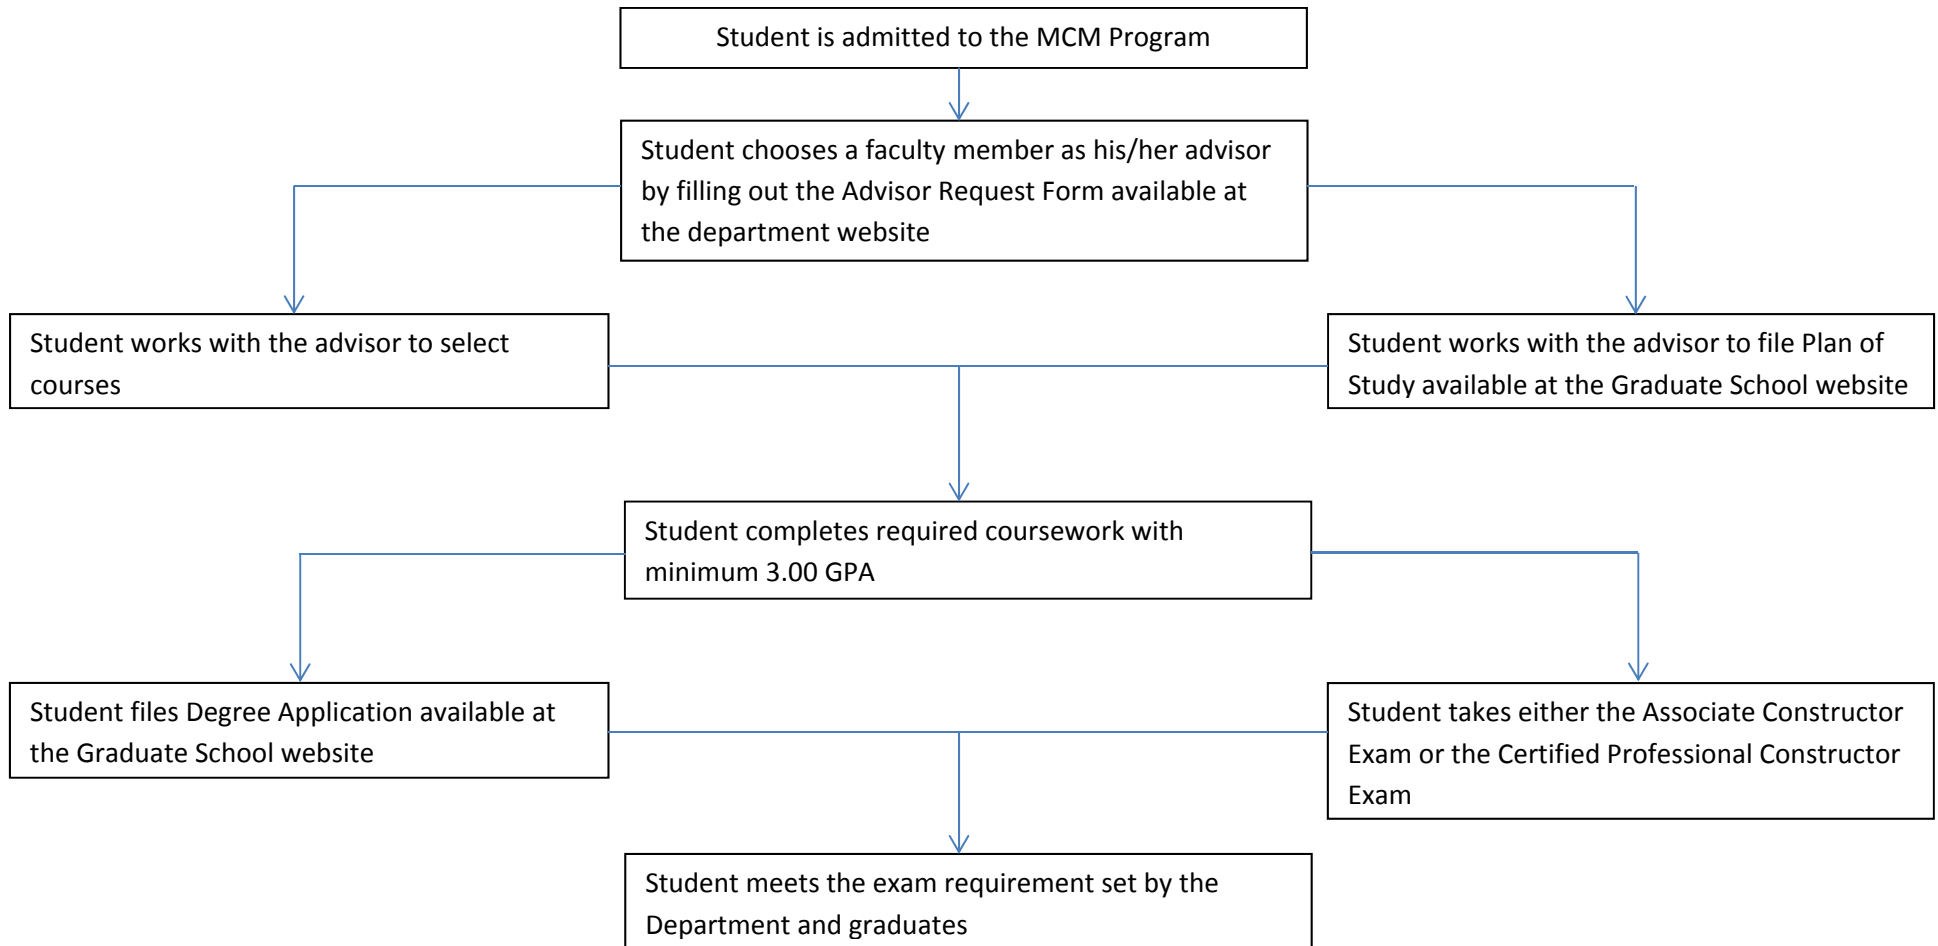 Student is admitted to the MCM Program
Student chooses a faculty member as his/her advisor
by filling out the Advisor Request Form available at
the department website
Student works with the advisor to select
courses
Student works with the advisor to file Plan of
Study available at the Graduate School website
Student completes required coursework with
minimum 3.00 GPA
Student files Degree Application available at
the Graduate School website
Student takes either the Associate Constructor
Exam or the Certified Professional Constructor
Exam
Student meets the exam requirement set by the
Department and graduates